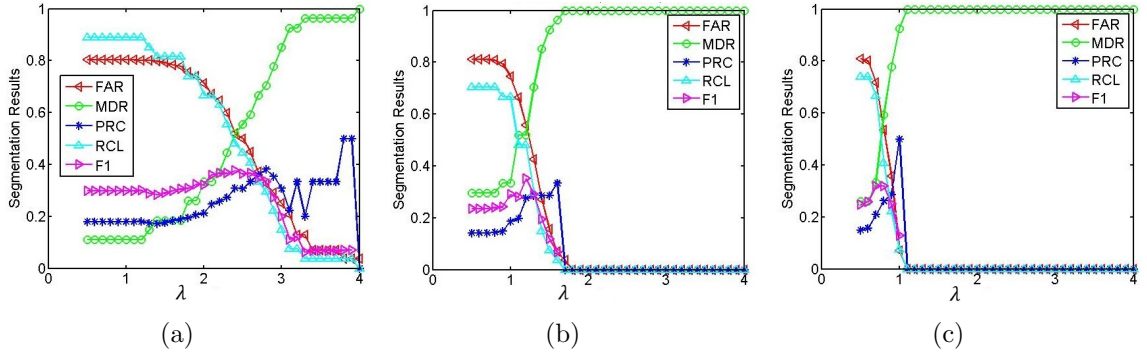 Segmentation Results
1
0.8
0.6
0.4
0.2
0
0 1 2 3 4
λ
FAR
MDR
PRC
RCL
F1
(a)
Segmentation Results
1
0.8
0.6
0.4
0.2
0
0 1 2 3 4
λ
FAR
MDR
PRC
RCL
F1
(b)
Segmentation Results
1
0.8
0.6
0.4
0.2
0
0 1 2 3 4
λ
FAR
MDR
PRC
RCL
F1
(c)